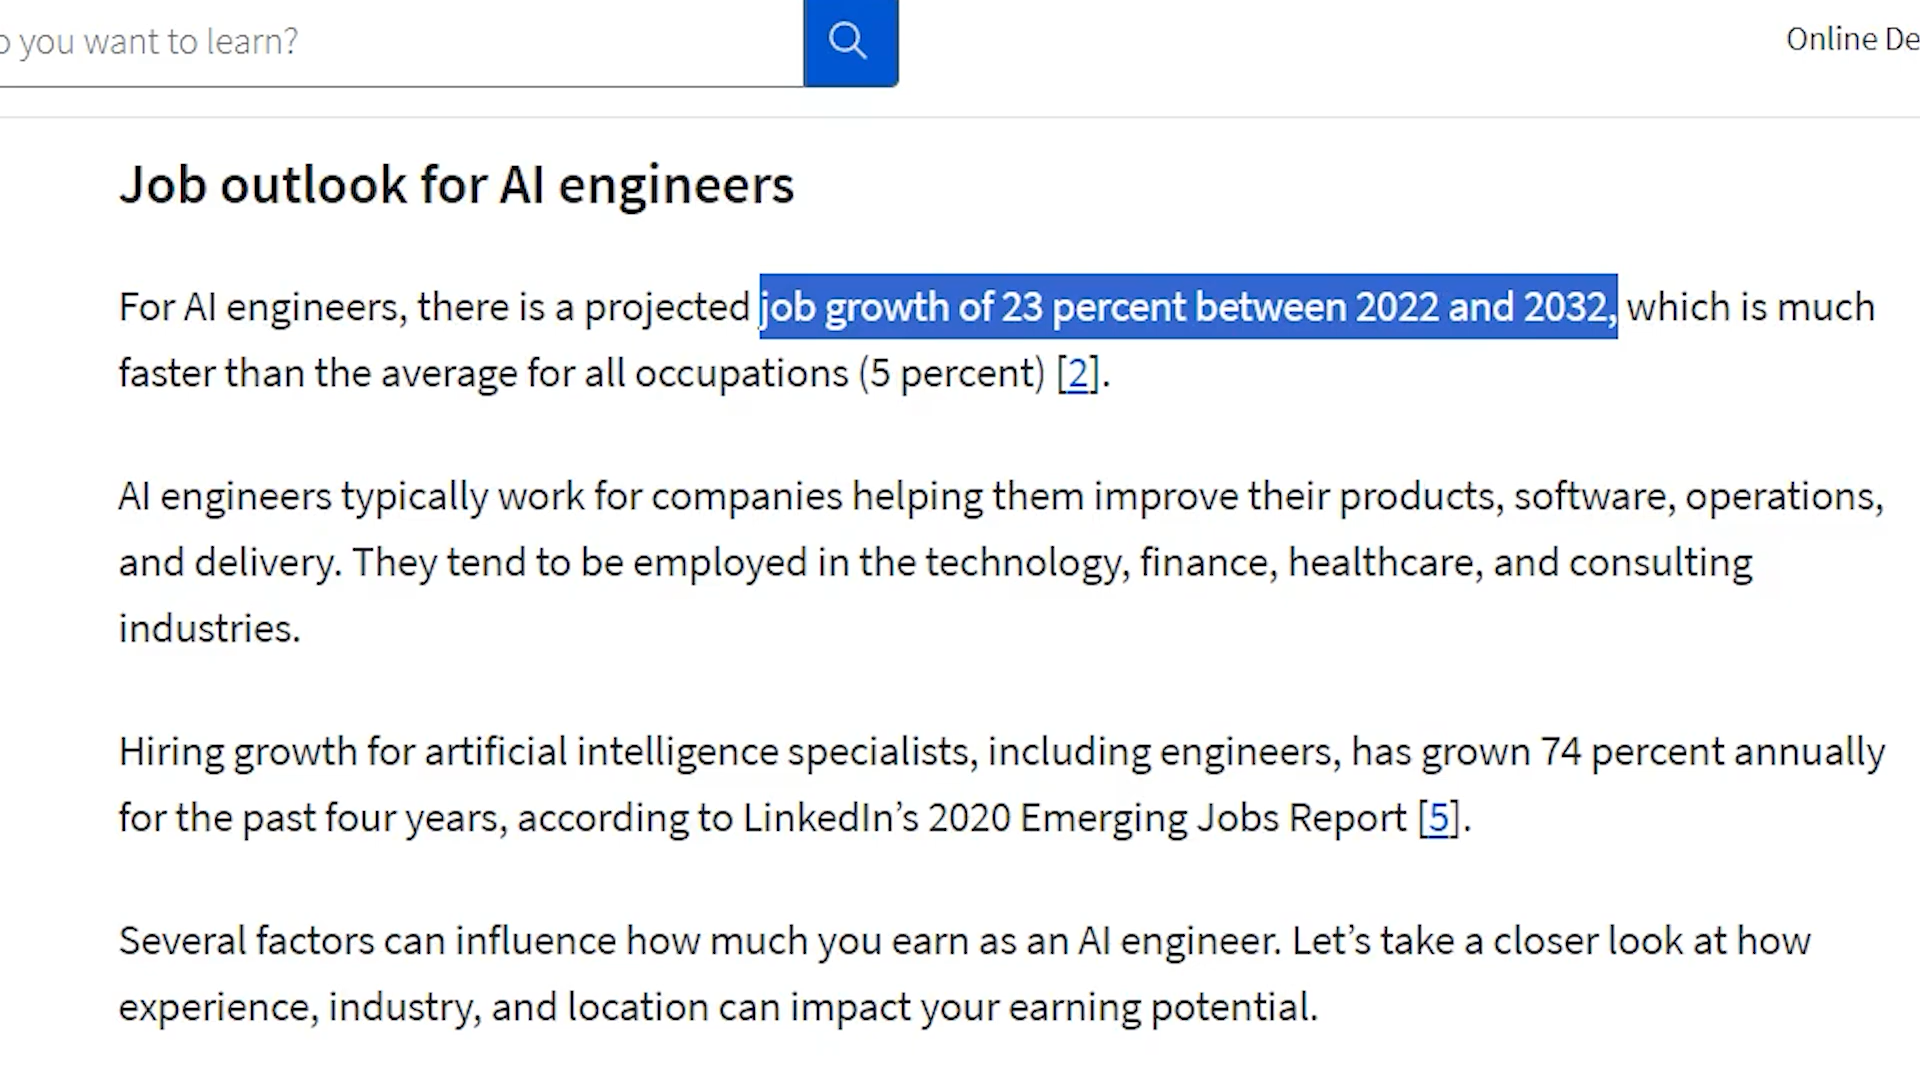 you want to learn?
Online
Job outlook for AI engineers
For AI engineers, there is a projected job growth of 23 percent between 2022 and 2032, which is much
faster than the average for all occupations (5 percent) [2].
AI engineers typically work for companies helping them improve their products, software, operations,
and delivery. They tend to be employed in the technology, finance, healthcare, and consulting
industries.
Hiring growth for artificial intelligence specialists, including engineers, has grown 74 percent annually
for the past four years, according to LinkedIn’s 2020 Emerging Jobs Report [5].
Several factors can influence how much you earn as an AI engineer. Let’s take a closer look at how
experience, industry, and location can impact your earning potential.